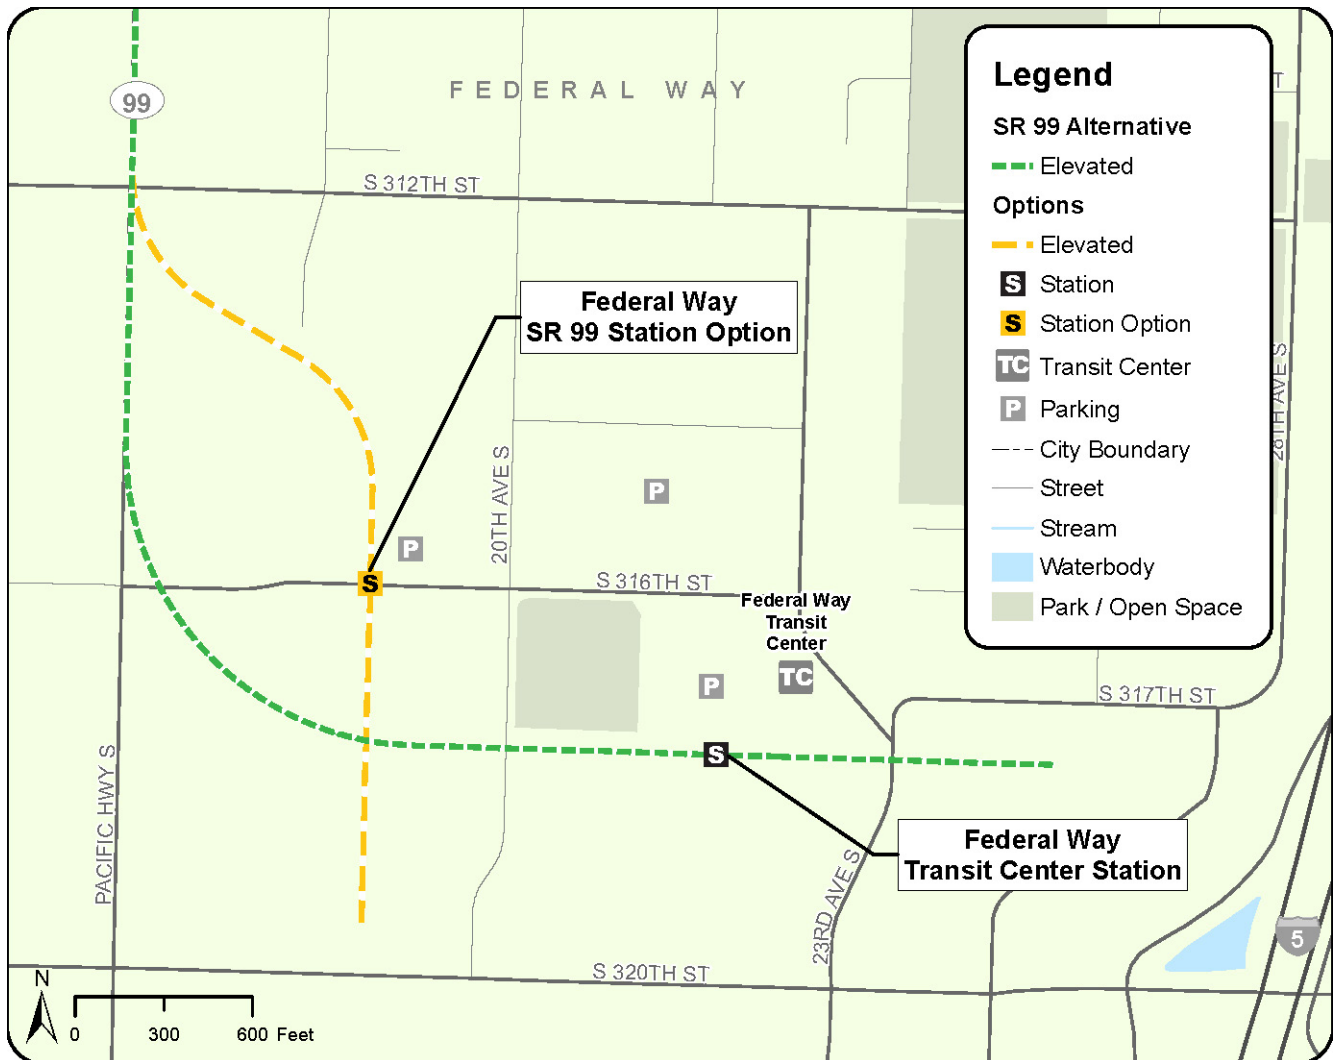 99
FEDERAL WAY
S 312TH ST
Federal Way
SR 99 Station Option
20TH AVE S
P
P
S
S 316TH ST
Federal Way
Transit
Center
P
TC
S
S 317TH ST
28TH AVE S
PACIFIC HWY S
Federal Way
Transit Center Station
23RD AVE S
5
S 320TH ST
N
0 300 600 Feet
Legend
SR 99 Alternative
Elevated
Options
Elevated
S Station
S Station Option
TC Transit Center
P Parking
City Boundary
Street
Stream
Waterbody
Park / Open Space
T